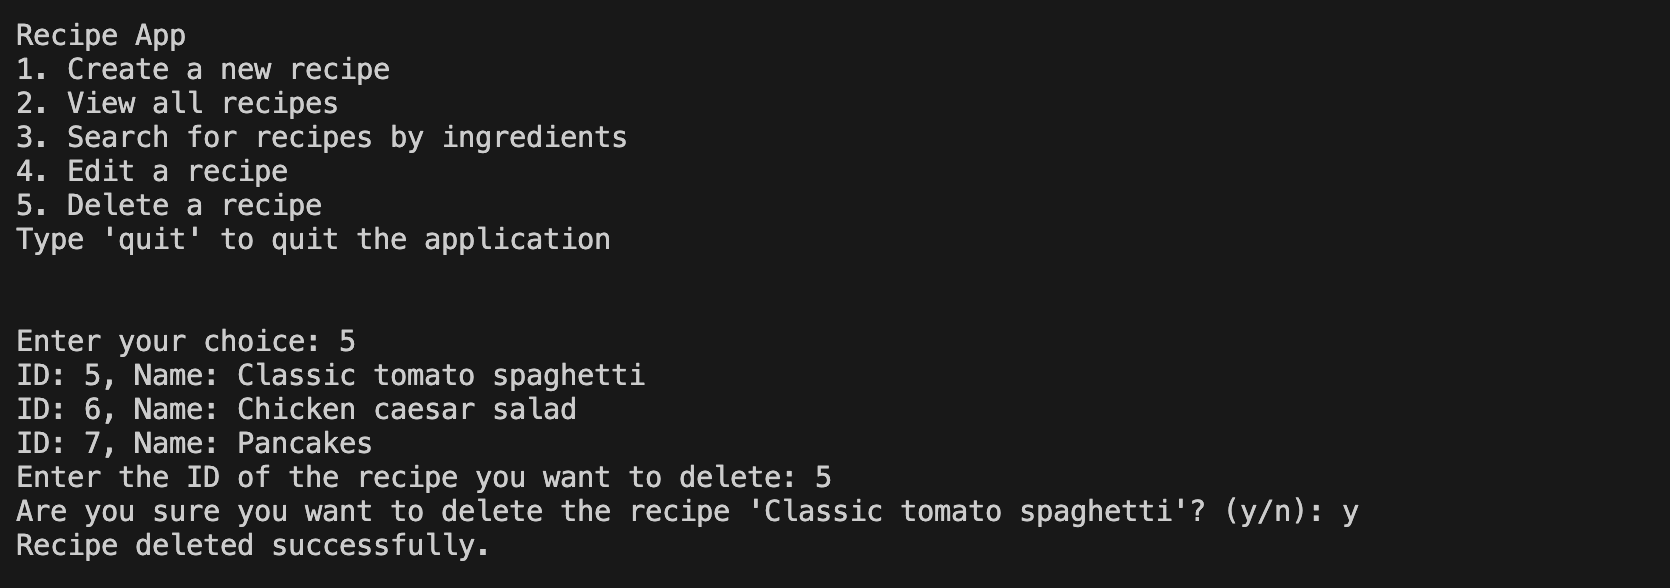 Recipe App
1. Create a new recipe
2. View all recipes
3. Search for recipes by ingredients
4. Edit a recipe
5. Delete a recipe
Type 'quit' to quit the application
Enter your choice: 5
ID: 5, Name: Classic tomato spaghetti
ID: 6, Name: Chicken caesar salad
ID: 7, Name: Pancakes
Enter the ID of the recipe you want to delete: 5
Are you sure you want to delete the recipe 'Classic tomato spaghetti'? (y/n): y
Recipe deleted successfully.